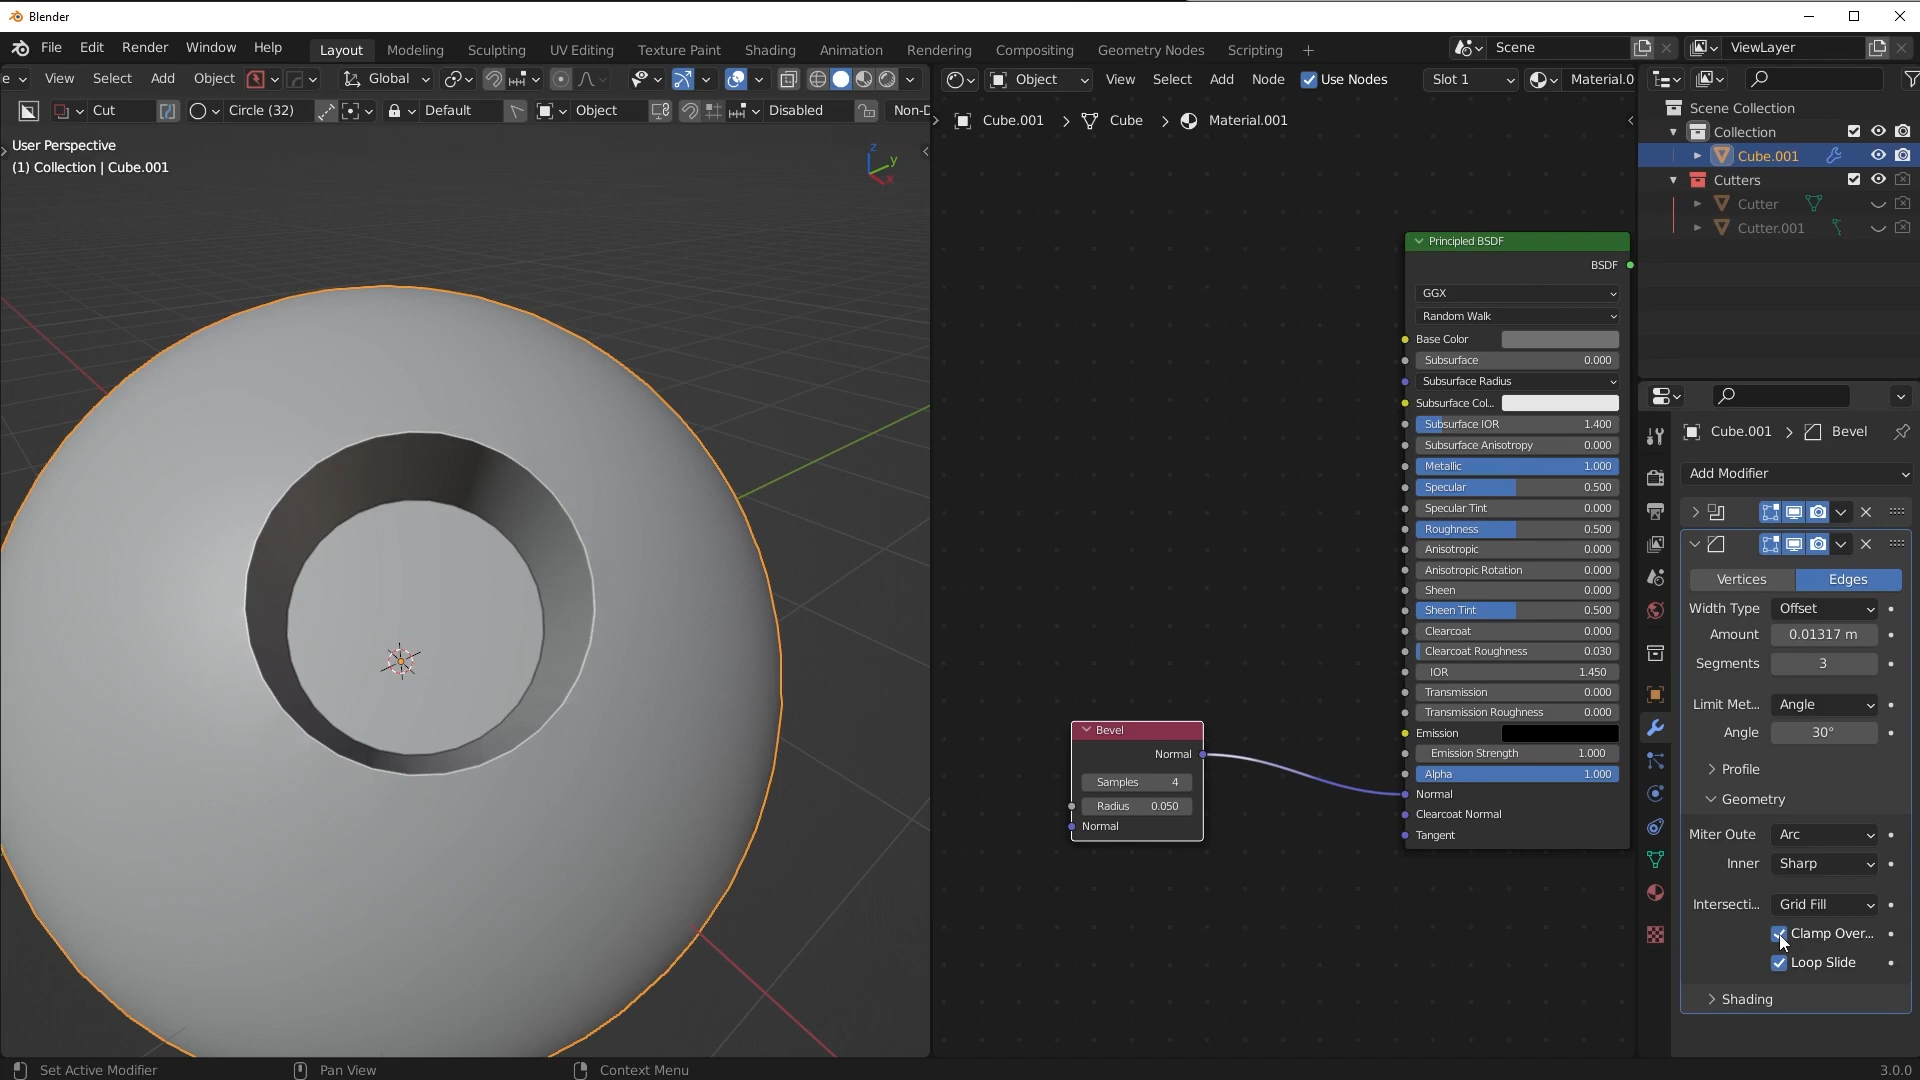 Blender
File Edit Render Window Help Layout Modeling Sculpting UV Editing Texture Paint Shading Animation Rendering Compositing Geometry Nodes Scripting + Scene ViewLayer
e View Select Add Object Global
Object View Select Add Node Use Nodes Slot 1 Material.0
Cut Circle (32) Default Object Disabled Non-D
Cube.001 > Cube > Material.001
User Perspective
(1) Collection | Cube.001
z
y
x
Principled BSDF
BSDF
GGX
Random Walk
Base Color
Subsurface 0.000
Subsurface Radius
Subsurface Col...
Subsurface IOR 1.400
Subsurface Anisotropy 0.000
Metallic 1.000
Specular 0.500
Specular Tint 0.000
Roughness 0.500
Anisotropic 0.000
Anisotropic Rotation 0.000
Sheen 0.000
Sheen Tint 0.500
Clearcoat 0.000
Clearcoat Roughness 0.030
IOR 1.450
Transmission 0.000
Transmission Roughness 0.000
Emission
Emission Strength 1.000
Alpha 1.000
Normal
Clearcoat Normal
Tangent
Bevel
Normal
Samples 4
Radius 0.050
Normal
Scene Collection
Collection
Cube.001
Cutters
Cutter
Cutter.001
Cube.001 > Bevel
Add Modifier
Vertices Edges
Width Type Offset
Amount 0.01317 m
Segments 3
Limit Met... Angle
Angle 30°
Profile
Geometry
Miter Oute Arc
Inner Sharp
Intersecti... Grid Fill
Clamp Over...
Loop Slide
Shading
Set Active Modifier Pan View Context Menu 3.0.0